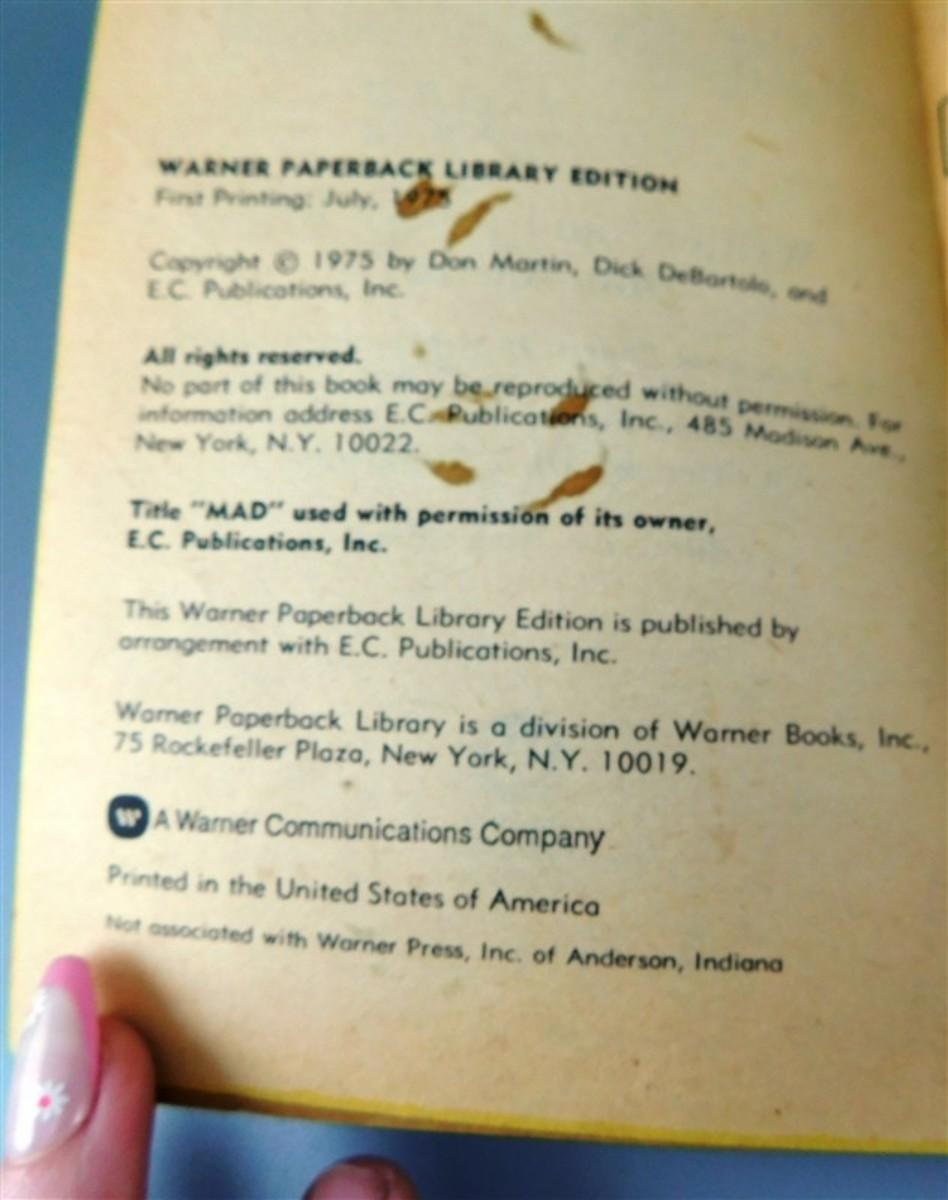 WARNER PAPERBACK LIBRARY EDITION
First Printing: July, 1975
Copyright © 1975 by Don Martin, Dick DeBartolo, and
E.C. Publications, Inc.
All rights reserved.
No part of this book may be reproduced without permission. For
information address E.C. Publications, Inc., 485 Madison Ave.,
New York, N.Y. 10022.
Title "MAD" used with permission of its owner,
E.C. Publications, Inc.
This Warner Paperback Library Edition is published by
arrangement with E.C. Publications, Inc.
Warner Paperback Library is a division of Warner Books, Inc.,
75 Rockefeller Plaza, New York, N.Y. 10019.
W A Warner Communications Company
Printed in the United States of America
Not associated with Warner Press, Inc. of Anderson, Indiana